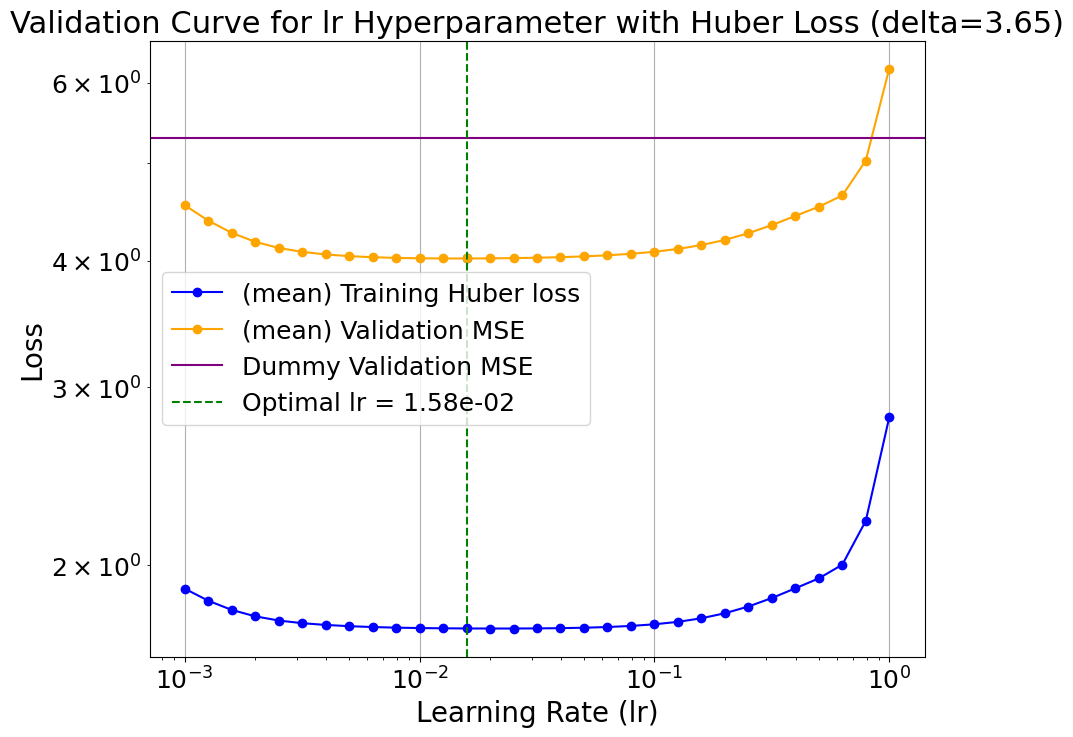 Validation Curve for lr Hyperparameter with Huber Loss (delta=3.65)
6 × 10⁰
4 × 10⁰
3 × 10⁰
2 × 10⁰
Loss
(mean) Training Huber loss
(mean) Validation MSE
Dummy Validation MSE
Optimal lr = 1.58e-02
10⁻³ 10⁻² 10⁻¹ 10⁰
Learning Rate (lr)